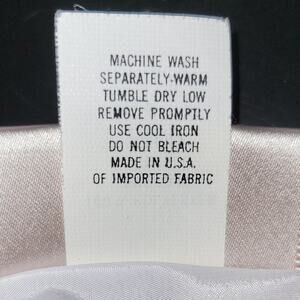 MACHINE WASH
SEPARATELY-WARM
TUMBLE DRY LOW
REMOVE PROMPTLY
USE COOL IRON
DO NOT BLEACH
MADE IN U.S.A.
OF IMPORTED FABRIC